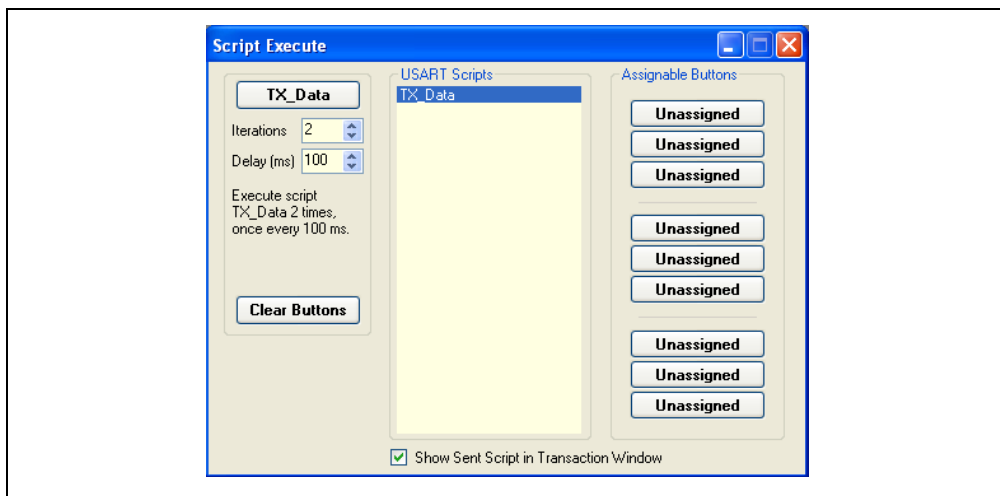 Script Execute
TX_Data
Iterations 2
Delay (ms) 100
Execute script
TX_Data 2 times,
once every 100 ms.
Clear Buttons
USART Scripts
TX_Data
Assignable Buttons
Unassigned
Unassigned
Unassigned
Unassigned
Unassigned
Unassigned
Unassigned
Unassigned
Unassigned
Show Sent Script in Transaction Window